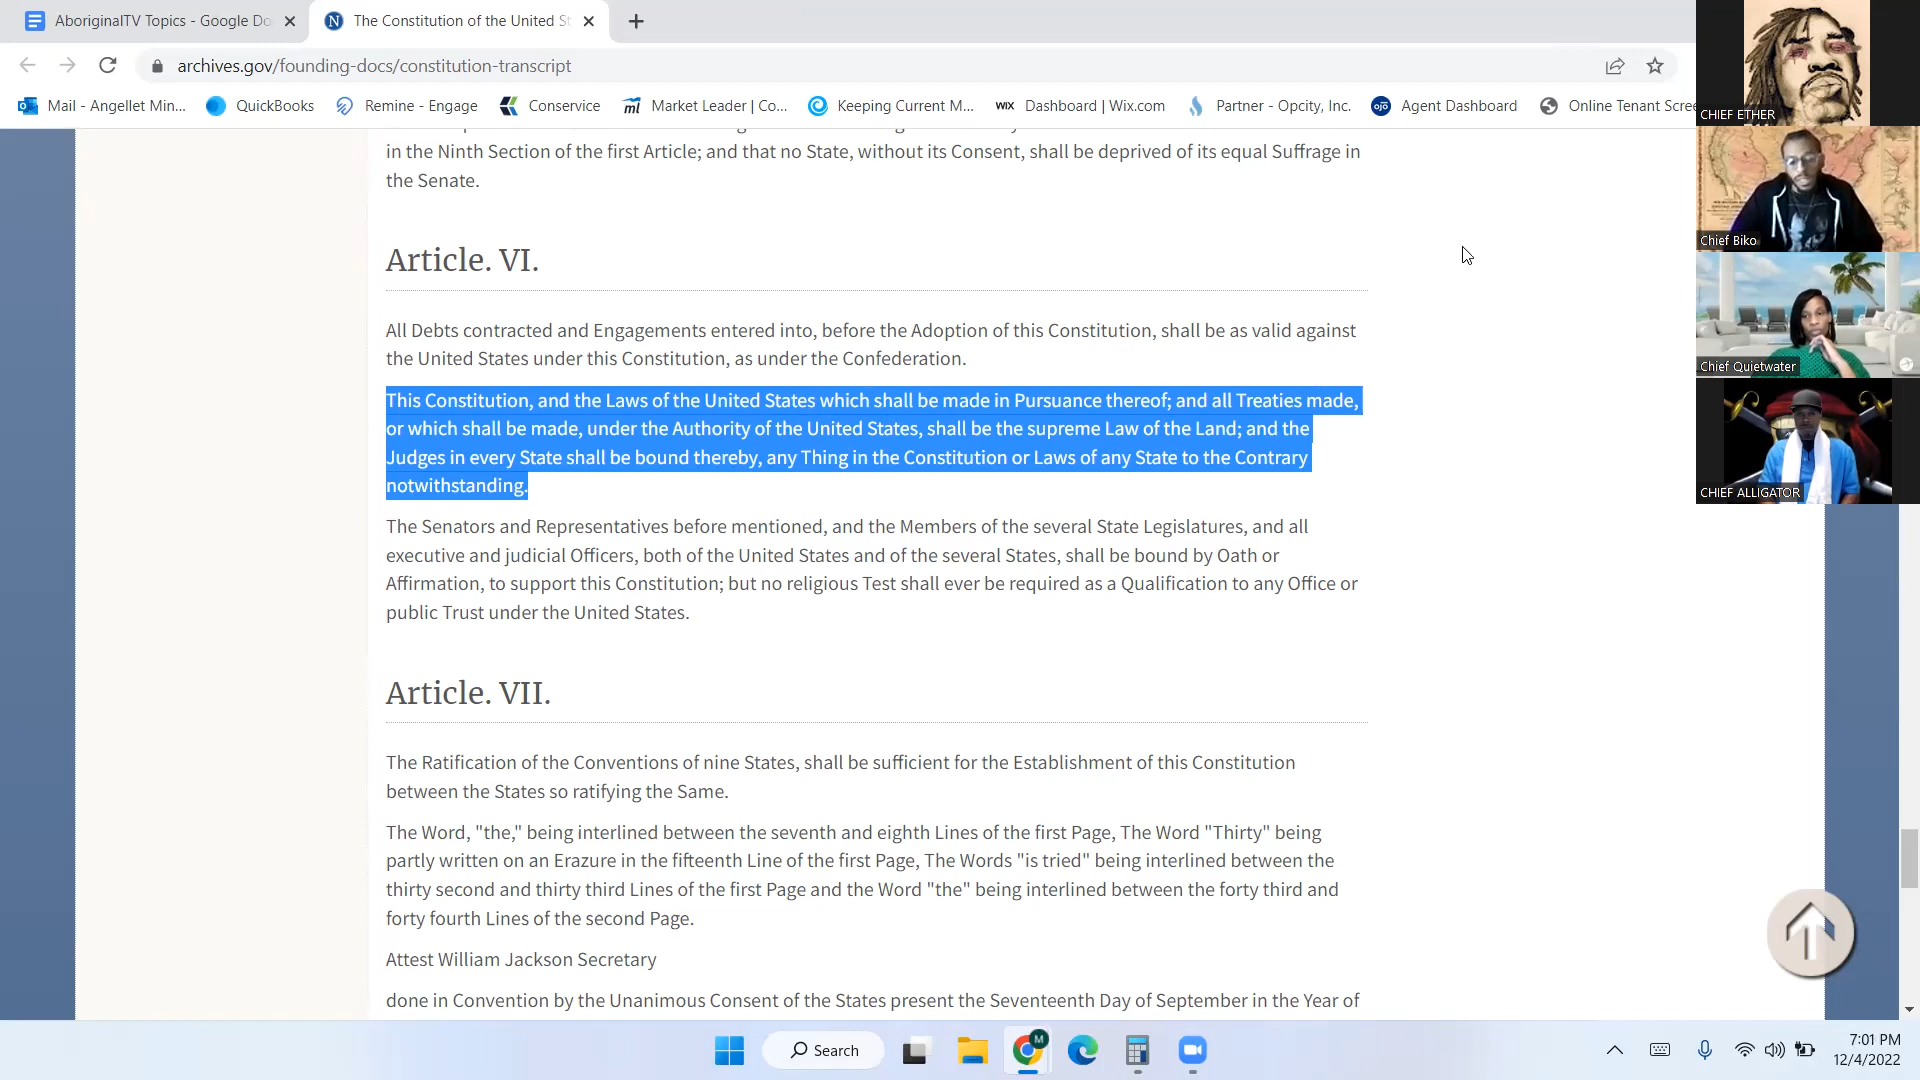 AboriginalTV Topics - Google Do
The Constitution of the United St
archives.gov/founding-docs/constitution-transcript
Mail - Angellet Min...
QuickBooks
Remine - Engage
Conservice
Market Leader | Co...
Keeping Current M...
WIX Dashboard | Wix.com
Partner - Opcity, Inc.
ojo Agent Dashboard
Online Tenant Scre
in the Ninth Section of the first Article; and that no State, without its Consent, shall be deprived of its equal Suffrage in
the Senate.
Article. VI.
All Debts contracted and Engagements entered into, before the Adoption of this Constitution, shall be as valid against
the United States under this Constitution, as under the Confederation.
This Constitution, and the Laws of the United States which shall be made in Pursuance thereof; and all Treaties made,
or which shall be made, under the Authority of the United States, shall be the supreme Law of the Land; and the
Judges in every State shall be bound thereby, any Thing in the Constitution or Laws of any State to the Contrary
notwithstanding.
The Senators and Representatives before mentioned, and the Members of the several State Legislatures, and all
executive and judicial Officers, both of the United States and of the several States, shall be bound by Oath or
Affirmation, to support this Constitution; but no religious Test shall ever be required as a Qualification to any Office or
public Trust under the United States.
Article. VII.
The Ratification of the Conventions of nine States, shall be sufficient for the Establishment of this Constitution
between the States so ratifying the Same.
The Word, "the," being interlined between the seventh and eighth Lines of the first Page, The Word "Thirty" being
partly written on an Erazure in the fifteenth Line of the first Page, The Words "is tried" being interlined between the
thirty second and thirty third Lines of the first Page and the Word "the" being interlined between the forty third and
forty fourth Lines of the second Page.
Attest William Jackson Secretary
done in Convention by the Unanimous Consent of the States present the Seventeenth Day of September in the Year of
CHIEF ETHER
Chief Biko
Chief Quietwater
CHIEF ALLIGATOR
Search
7:01 PM
12/4/2022